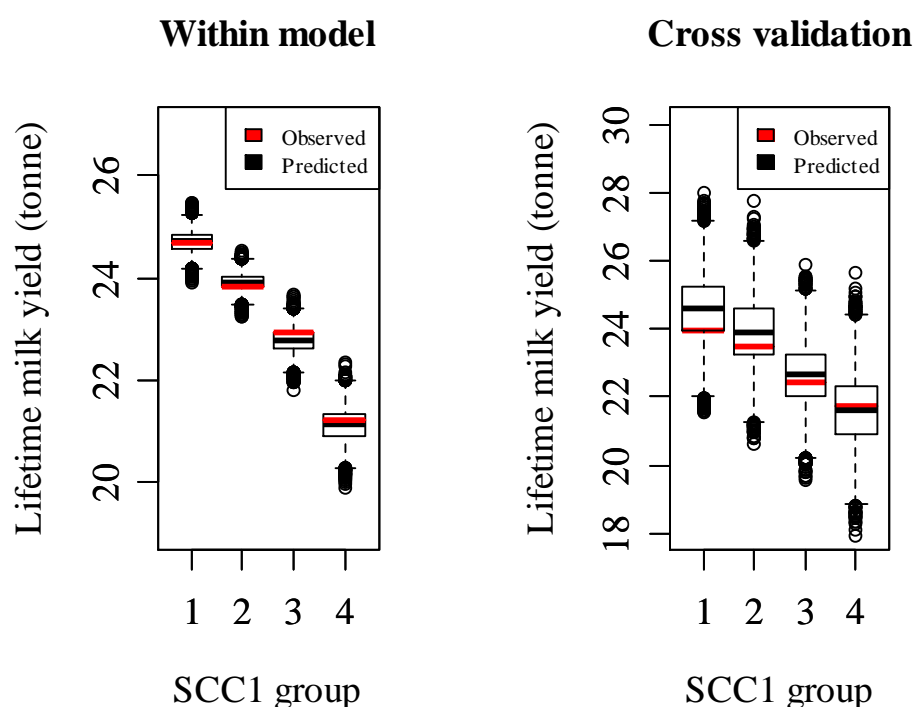 Within model
Lifetime milk yield (tonne)
26
24
22
20
Observed
Predicted
1 2 3 4
SCC1 group
Cross validation
Lifetime milk yield (tonne)
30
28
26
24
22
20
18
Observed
Predicted
1 2 3 4
SCC1 group